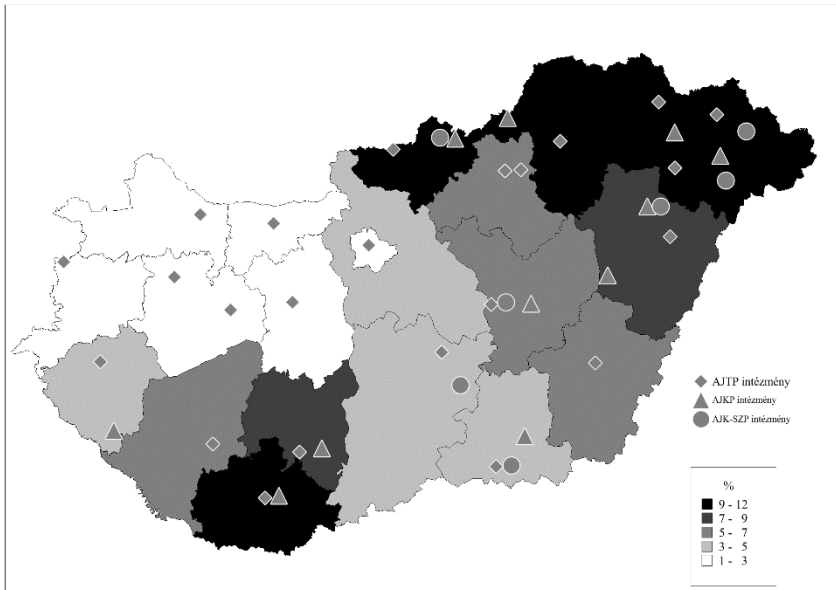 AJTP intézmény
AJKP intézmény
AJK-SZP intézmény
%
9 - 12
7 - 9
5 - 7
3 - 5
1 - 3